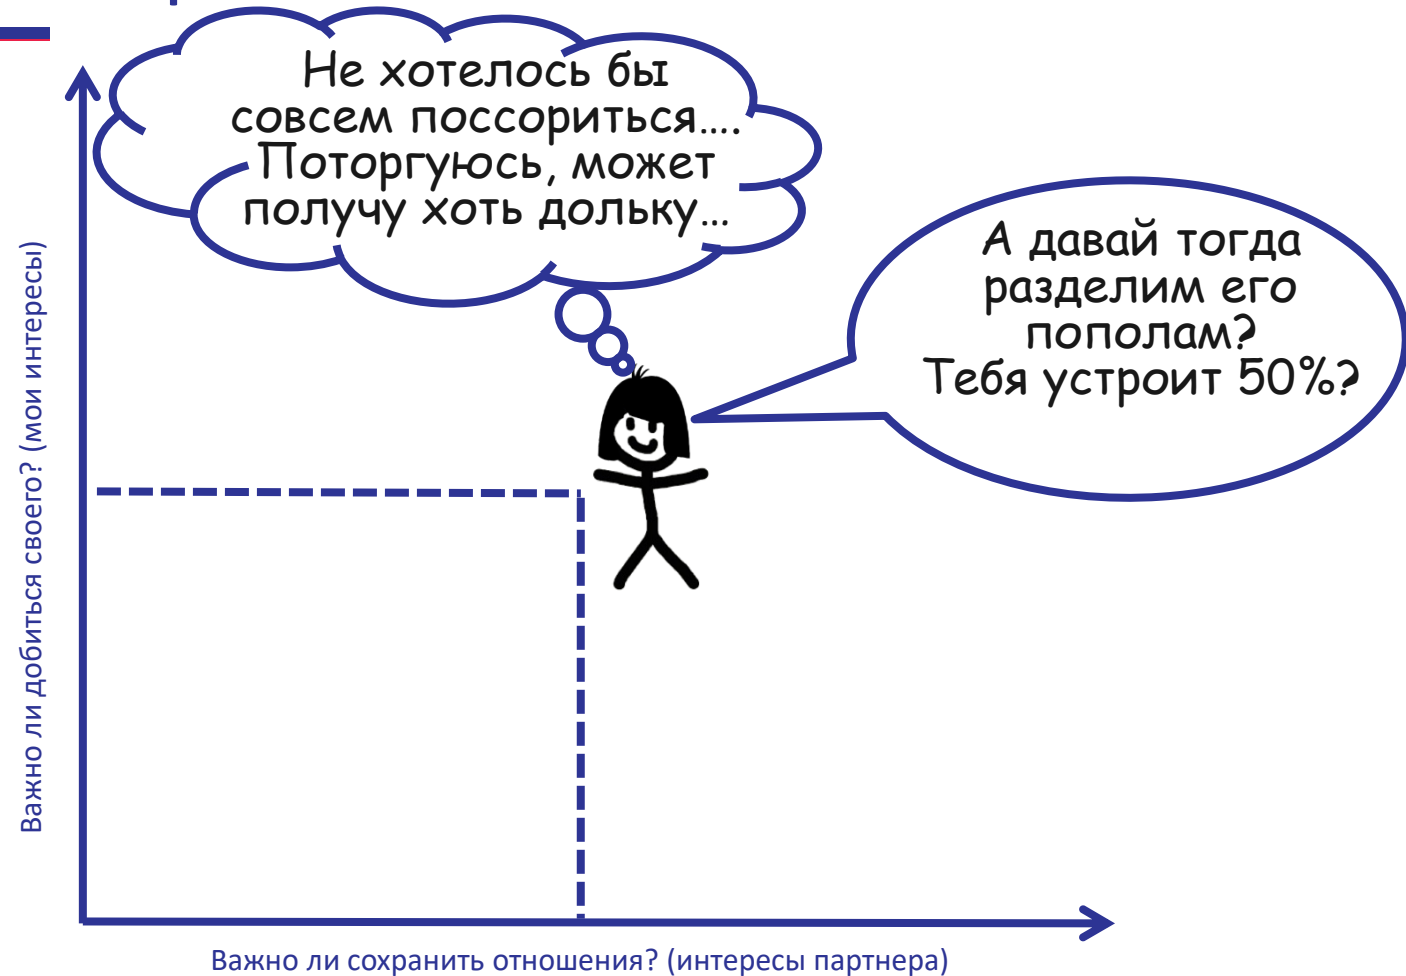 Не хотелось бы
совсем поссориться….
Поторгуюсь, может
получу хоть дольку…
А давай тогда
разделим его
пополам?
Тебя устроит 50%?
Важно ли добиться своего? (мои интересы)
Важно ли сохранить отношения? (интересы партнера)